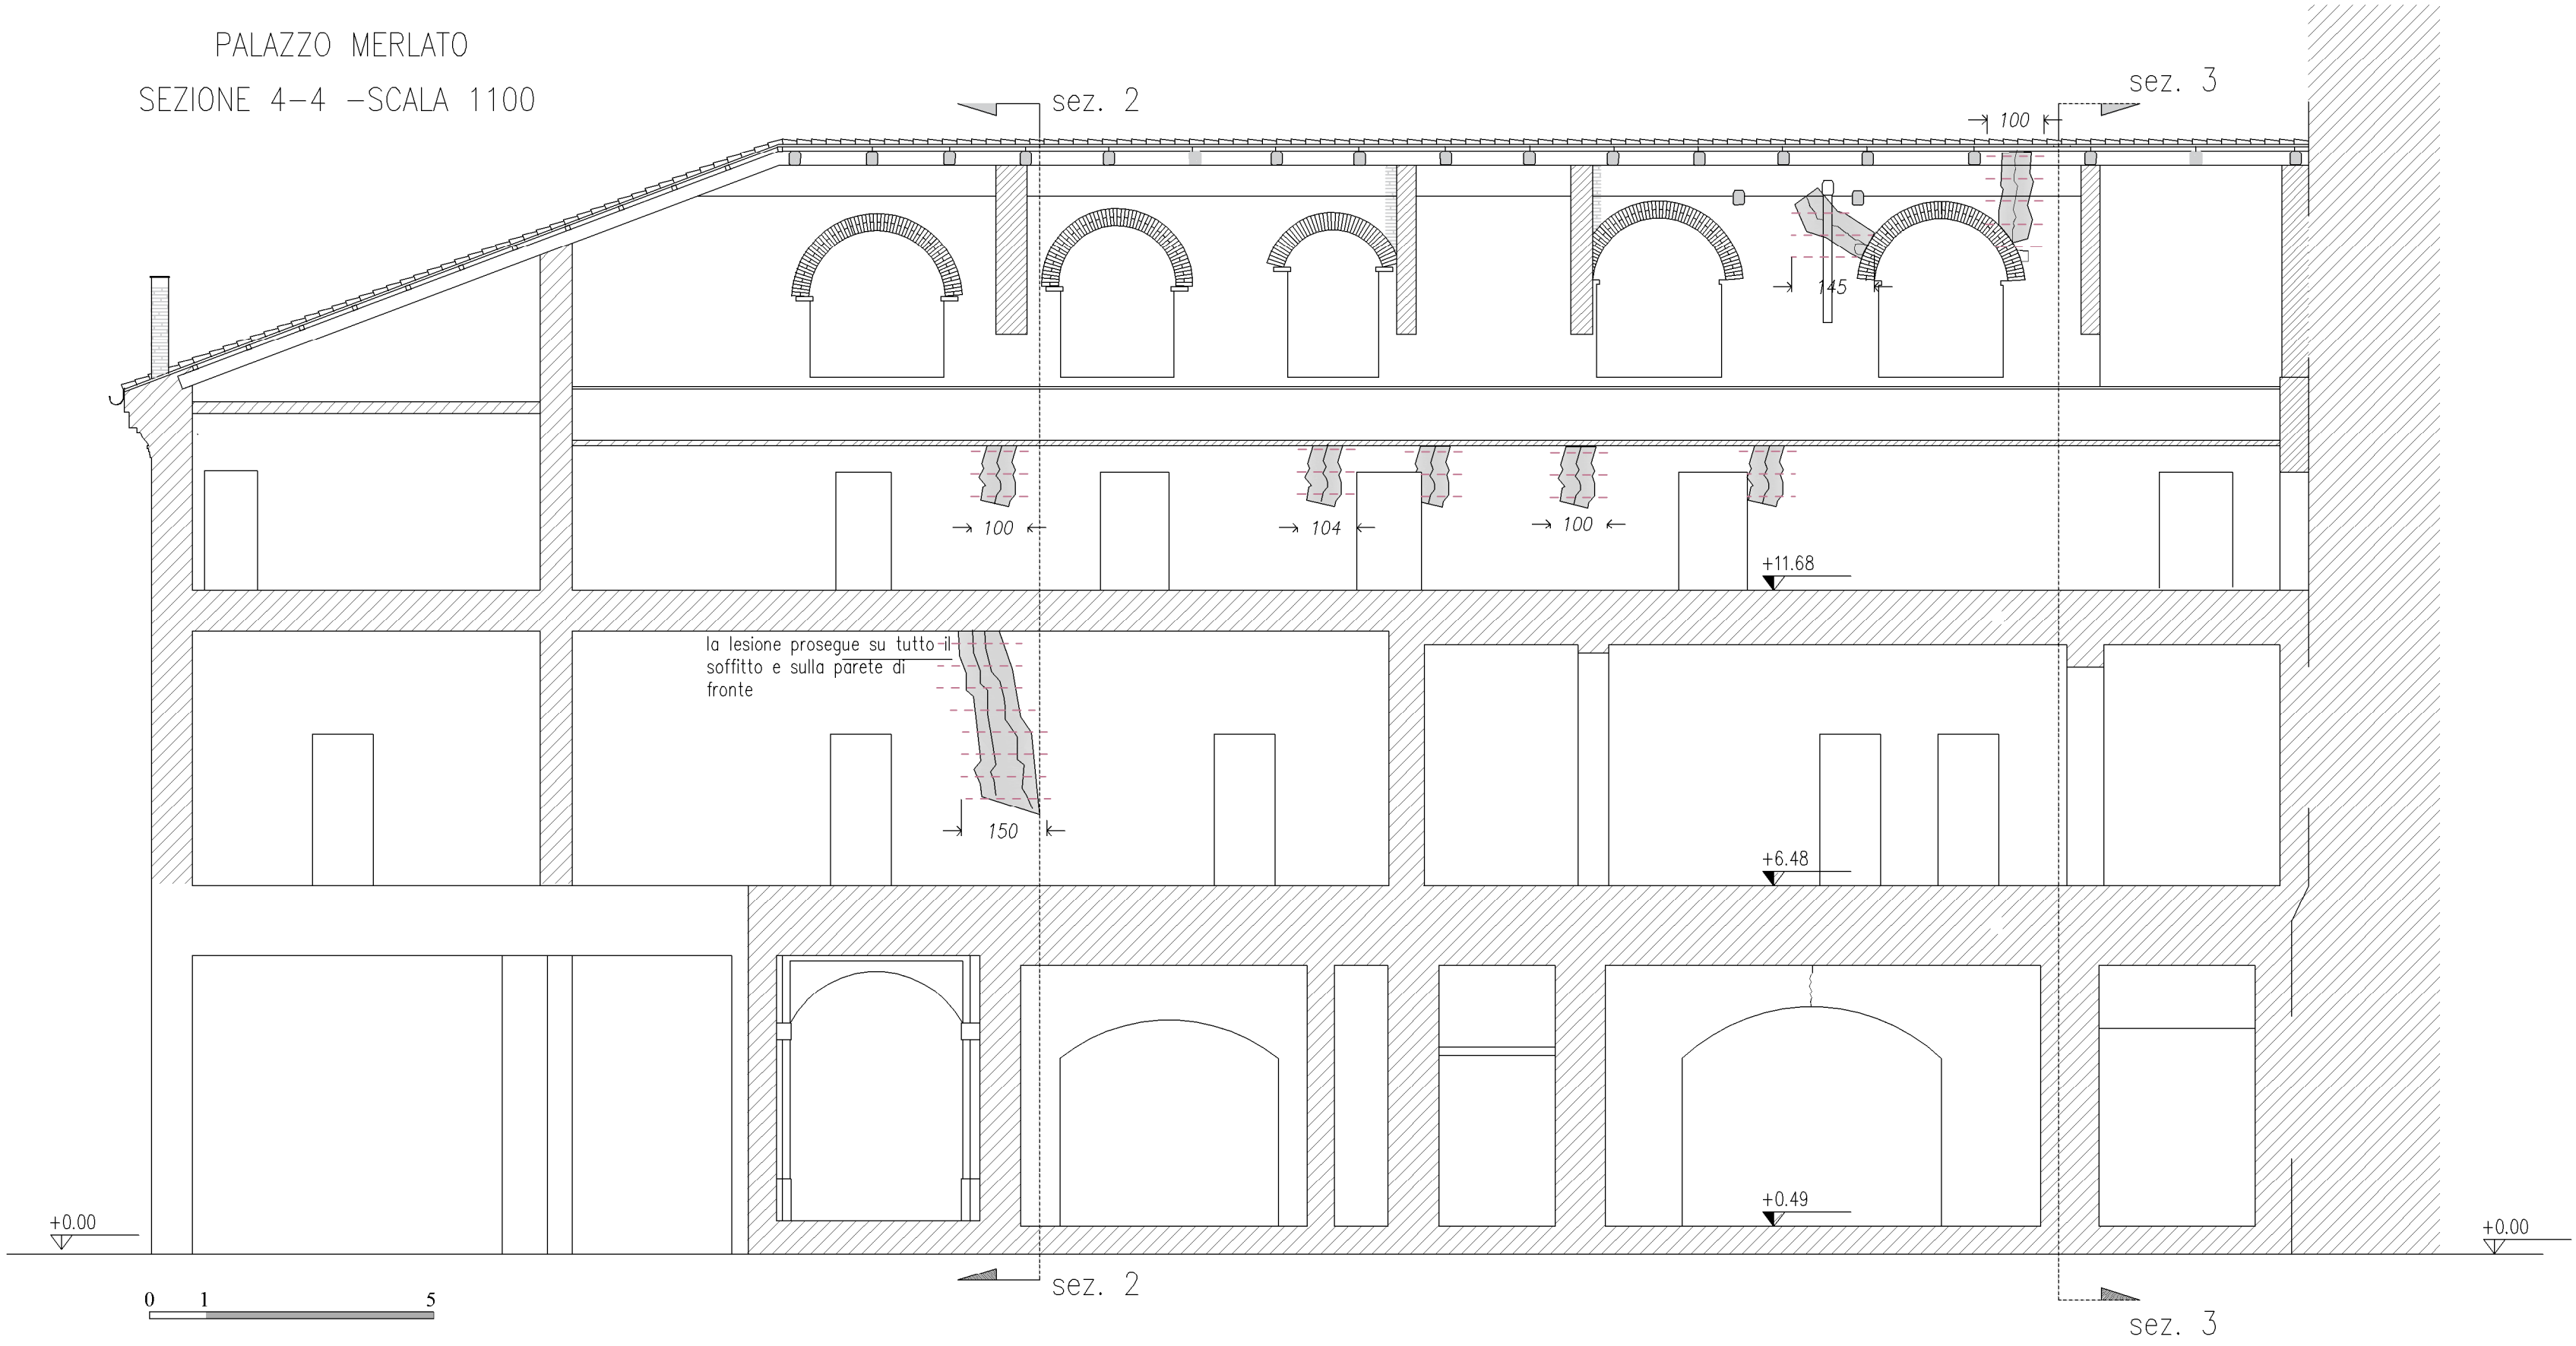 PALAZZO MERLATO
SEZIONE 4-4 -SCALA 1100
sez. 2
sez. 3
100
145
100
104
100
+11.68
la lesione prosegue su tutto il
soffitto e sulla parete di
fronte
150
+6.48
+0.49
+0.00
+0.00
sez. 2
sez. 3
0 1 5